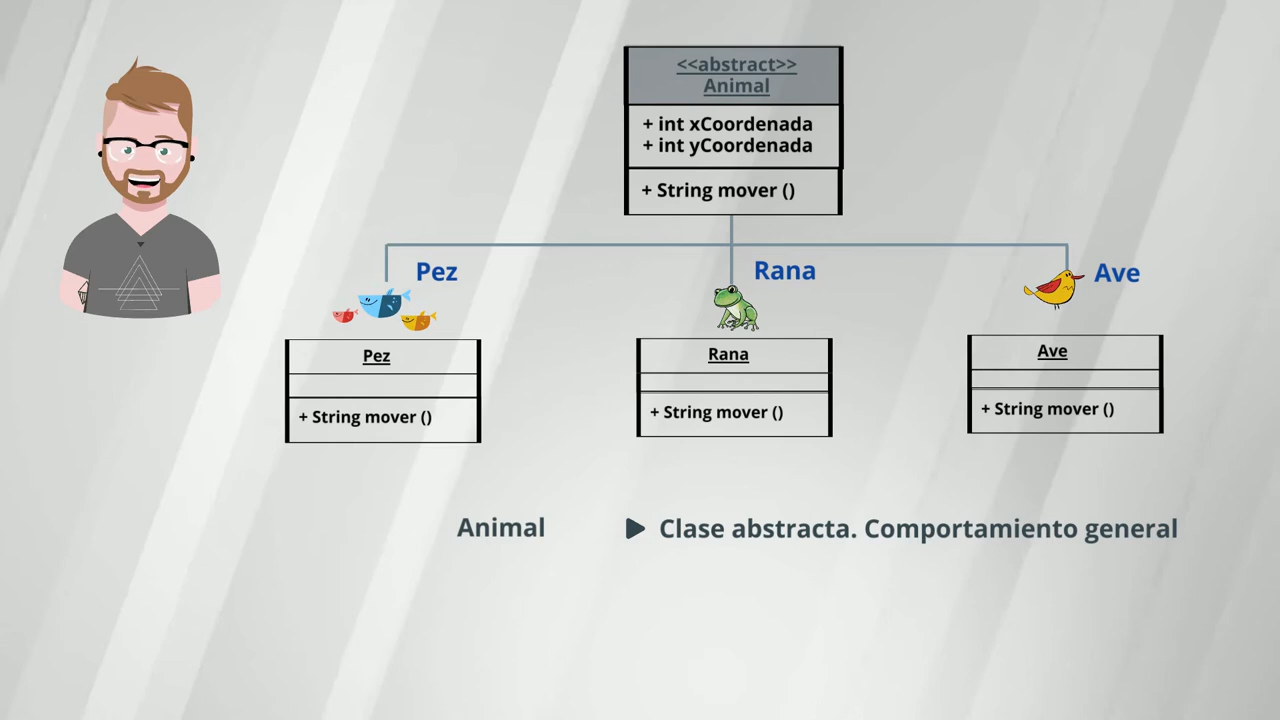 <<abstract>>
Animal
+ int xCoordenada
+ int yCoordenada
+ String mover ()
Pez
Rana
Ave
Pez
+ String mover ()
Rana
+ String mover ()
Ave
+ String mover ()
Animal
Clase abstracta. Comportamiento general